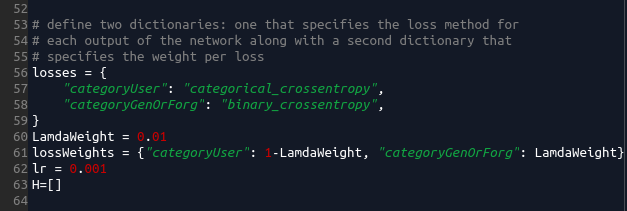 52
53 # define two dictionaries: one that specifies the loss method for
54 # each output of the network along with a second dictionary that
55 # specifies the weight per loss
56 losses = {
57     "categoryUser": "categorical_crossentropy",
58     "categoryGenOrForg": "binary_crossentropy",
59 }
60 LamdaWeight = 0.01
61 lossWeights = {"categoryUser": 1-LamdaWeight, "categoryGenOrForg": LamdaWeight}
62 lr = 0.001
63 H=[]
64